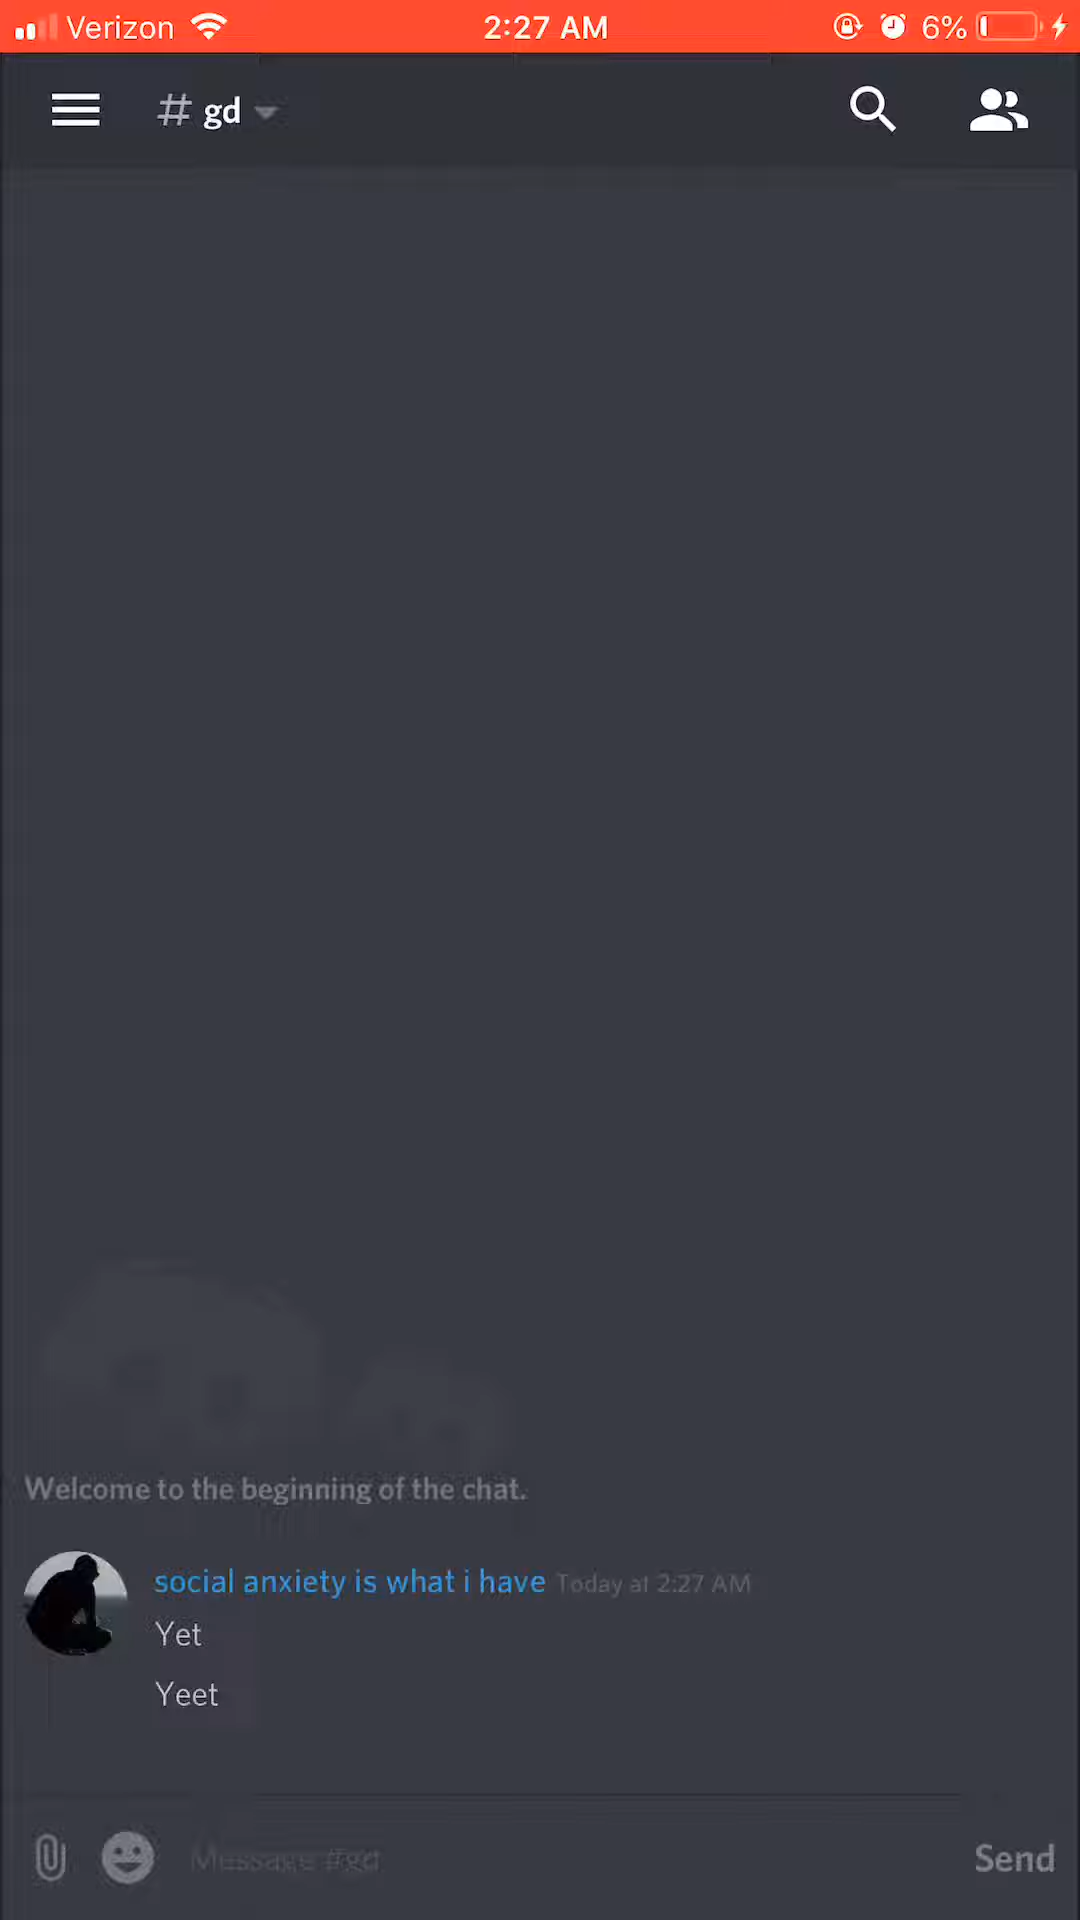 Verizon 2:27 AM 6%
# gd
Welcome to the beginning of the chat.
social anxiety is what i have Today at 2:27 AM
Yet
Yeet
Message #gd Send